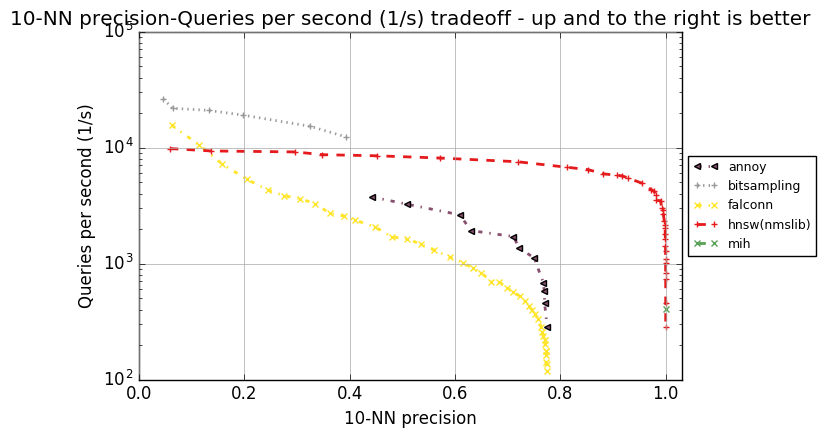 10-NN precision-Queries per second (1/s) tradeoff - up and to the right is better
10^5
10^4
10^3
10^2
Queries per second (1/s)
0.0 0.2 0.4 0.6 0.8 1.0
10-NN precision
annoy
bitsampling
falconn
hnsw(nmslib)
mih